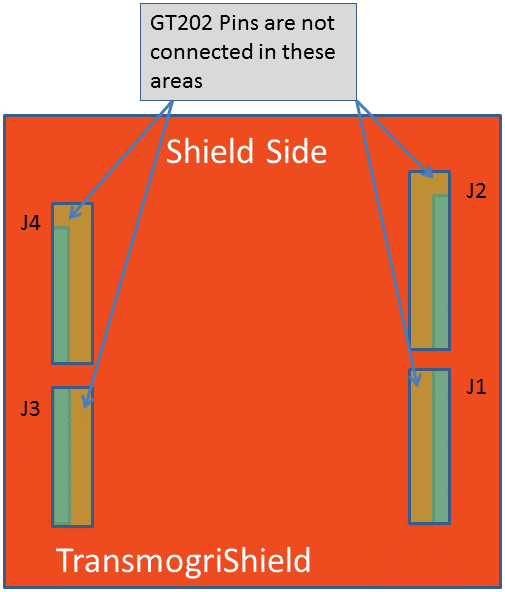 GT202 Pins are not
connected in these
areas
Shield Side
J4
J2
J3
J1
TransmogriShield